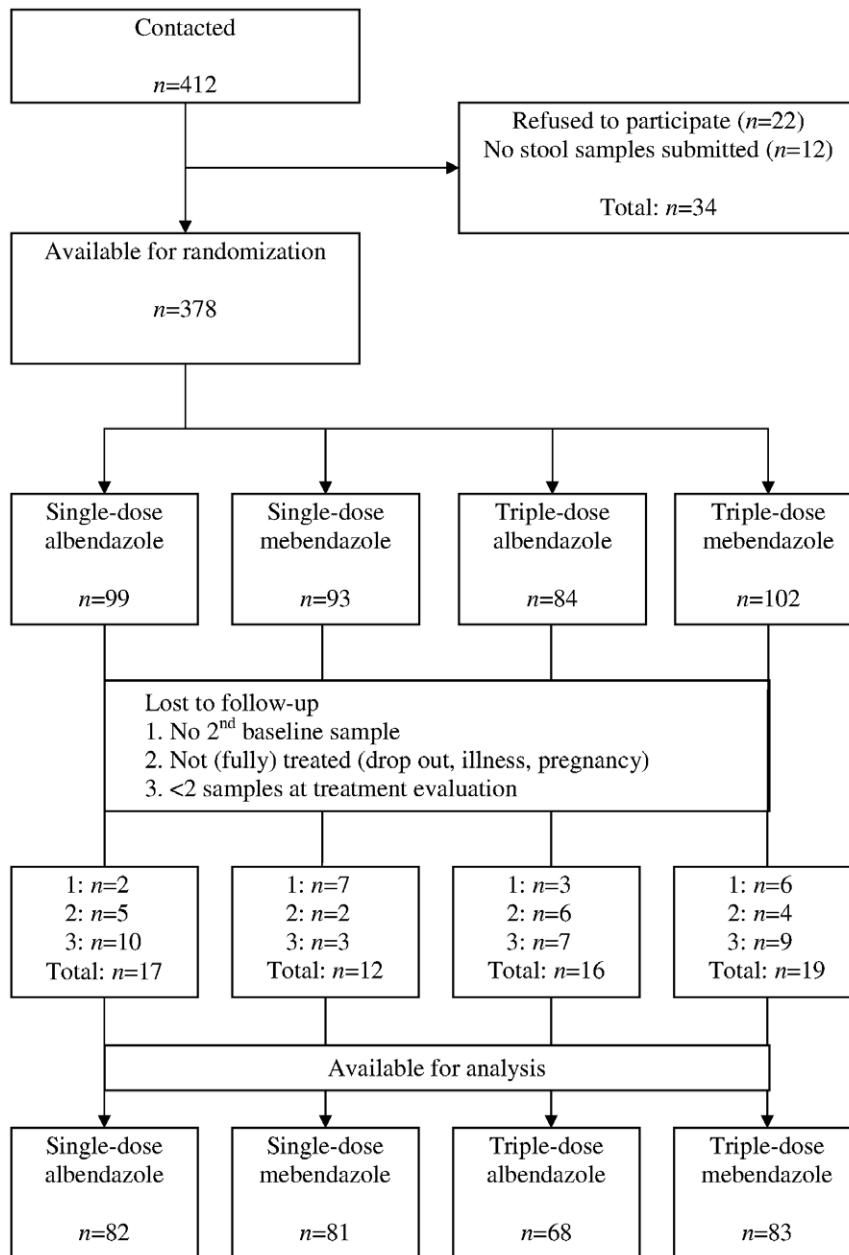 Contacted
n=412
Refused to participate (n=22)
No stool samples submitted (n=12)
Total: n=34
Available for randomization
n=378
Single-dose
albendazole
n=99
Single-dose
mebendazole
n=93
Triple-dose
albendazole
n=84
Triple-dose
mebendazole
n=102
Lost to follow-up
1. No 2nd baseline sample
2. Not (fully) treated (drop out, illness, pregnancy)
3. <2 samples at treatment evaluation
1: n=2
2: n=5
3: n=10
Total: n=17
1: n=7
2: n=2
3: n=3
Total: n=12
1: n=3
2: n=6
3: n=7
Total: n=16
1: n=6
2: n=4
3: n=9
Total: n=19
Available for analysis
Single-dose
albendazole
n=82
Single-dose
mebendazole
n=81
Triple-dose
albendazole
n=68
Triple-dose
mebendazole
n=83